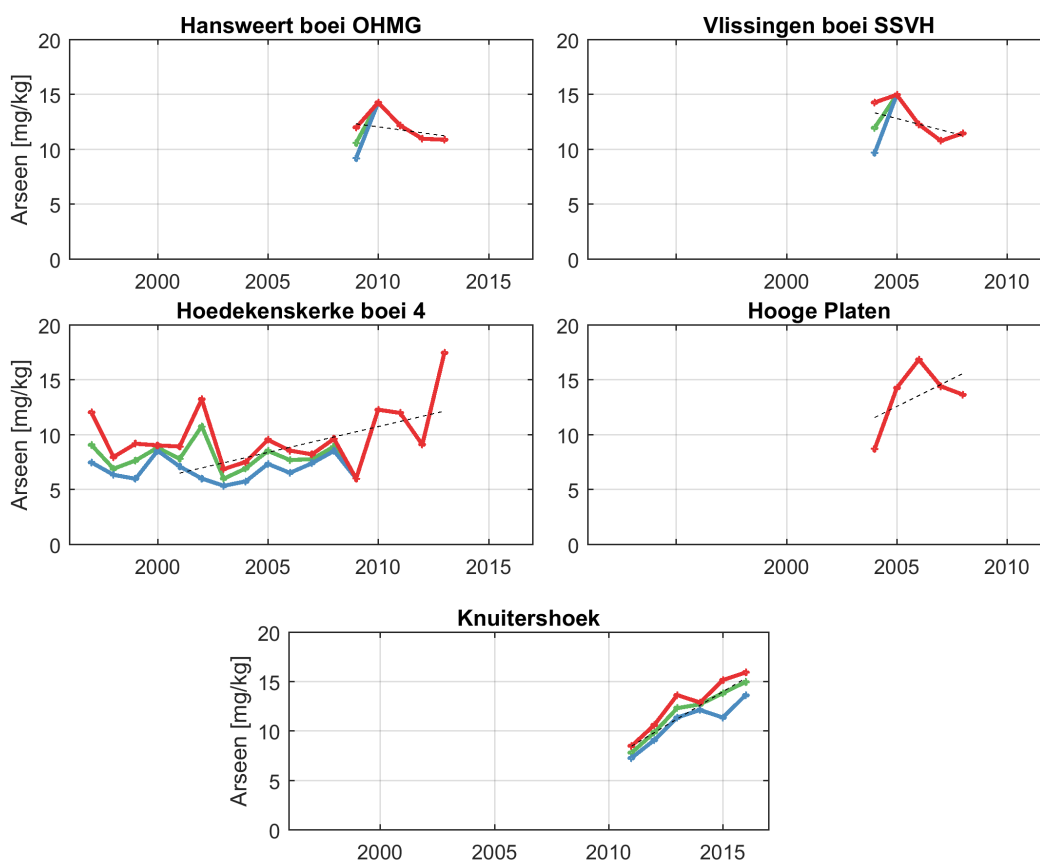 Hansweert boei OHMG
Vlissingen boei SSVH
20
15
10
5
0
Arseen [mg/kg]
2000 2005 2010 2015
20
15
10
5
0
2000 2005 2010
Hoedekenskerke boei 4
Hooge Platen
20
15
10
5
0
Arseen [mg/kg]
2000 2005 2010 2015
20
15
10
5
0
2000 2005 2010
Knuitershoek
20
15
10
5
0
Arseen [mg/kg]
2000 2005 2010 2015